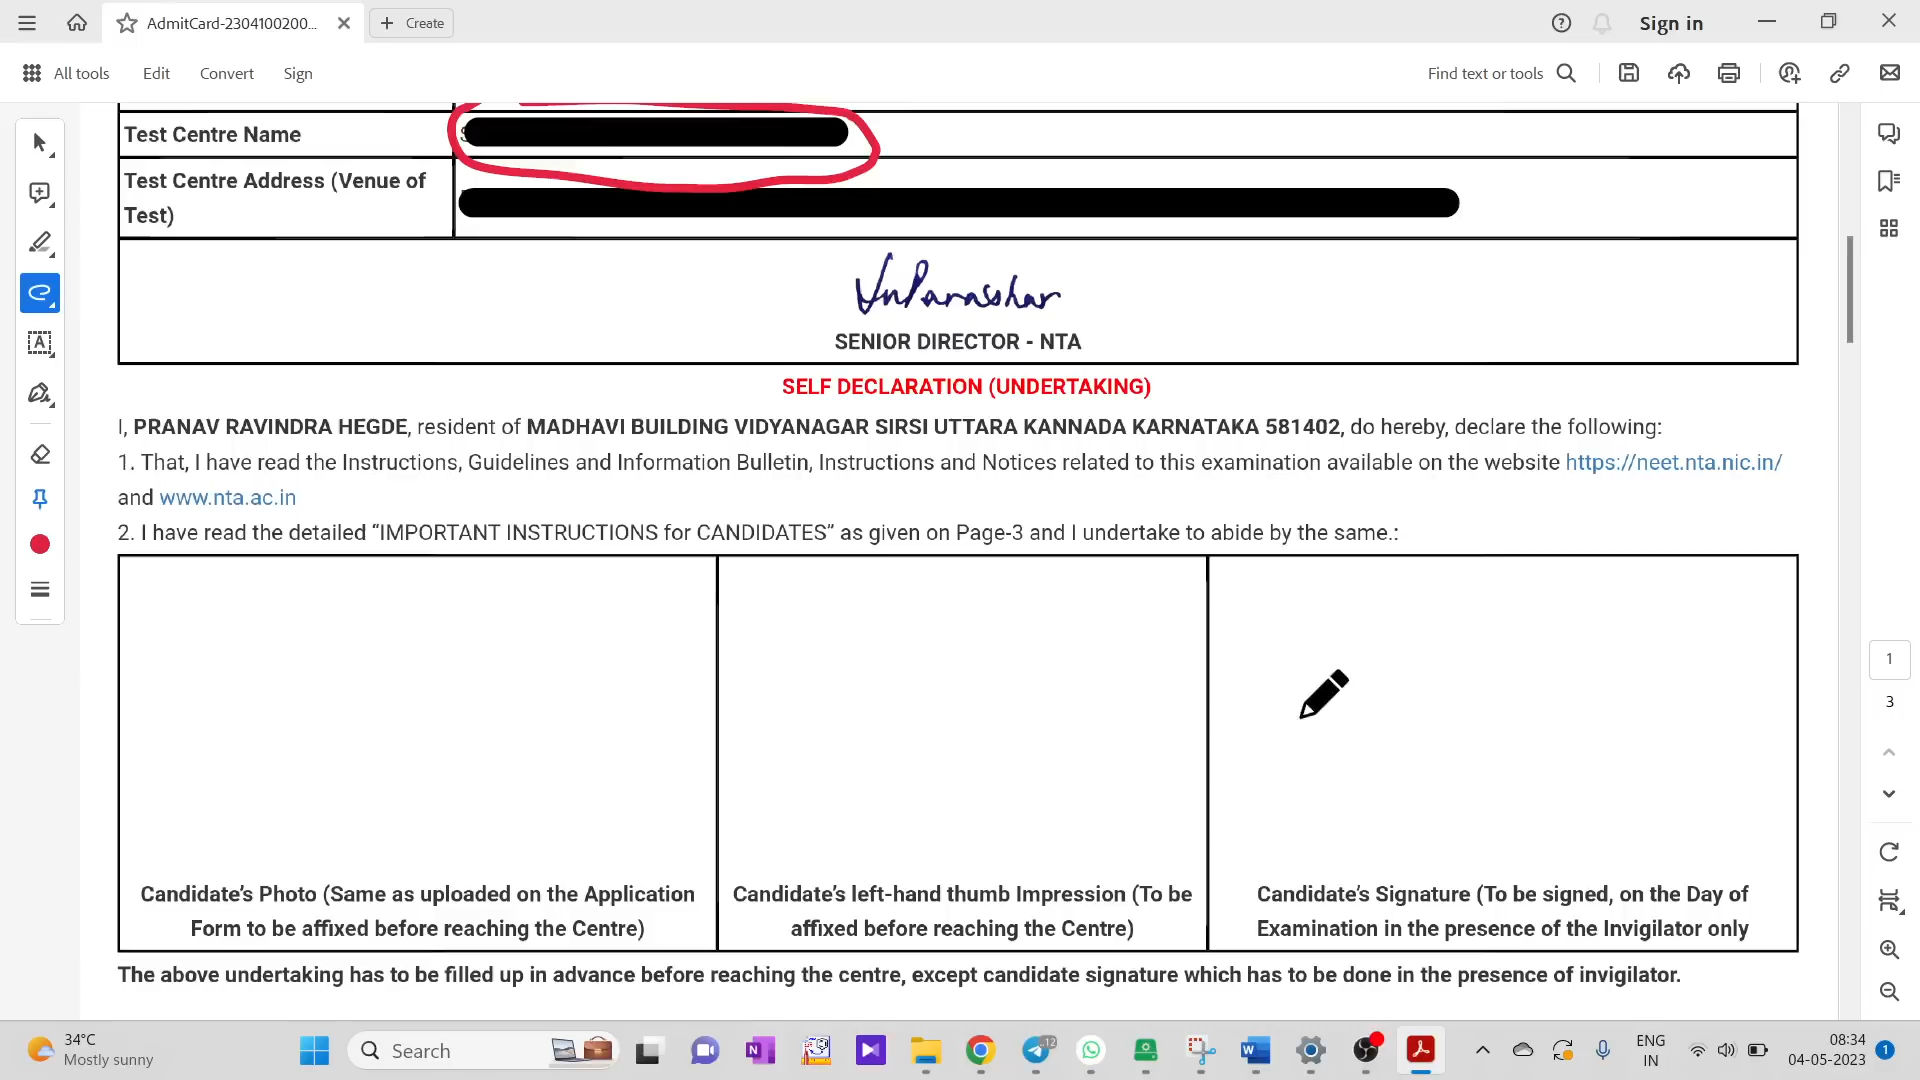 AdmitCard-2304100200...
Create
Sign in
All tools
Edit
Convert
Sign
Find text or tools
Test Centre Name
S
Test Centre Address (Venue of
Test)
VnParashar
SENIOR DIRECTOR - NTA
SELF DECLARATION (UNDERTAKING)
I, PRANAV RAVINDRA HEGDE, resident of MADHAVI BUILDING VIDYANAGAR SIRSI UTTARA KANNADA KARNATAKA 581402, do hereby, declare the following:
1. That, I have read the Instructions, Guidelines and Information Bulletin, Instructions and Notices related to this examination available on the website https://neet.nta.nic.in/
and www.nta.ac.in
2. I have read the detailed “IMPORTANT INSTRUCTIONS for CANDIDATES” as given on Page-3 and I undertake to abide by the same.:
Candidate’s Photo (Same as uploaded on the Application
Form to be affixed before reaching the Centre)
Candidate’s left-hand thumb Impression (To be
affixed before reaching the Centre)
Candidate’s Signature (To be signed, on the Day of
Examination in the presence of the Invigilator only
The above undertaking has to be filled up in advance before reaching the centre, except candidate signature which has to be done in the presence of invigilator.
1
3
34°C
Mostly sunny
Search
12
ENG
IN
08:34
04-05-2023
1